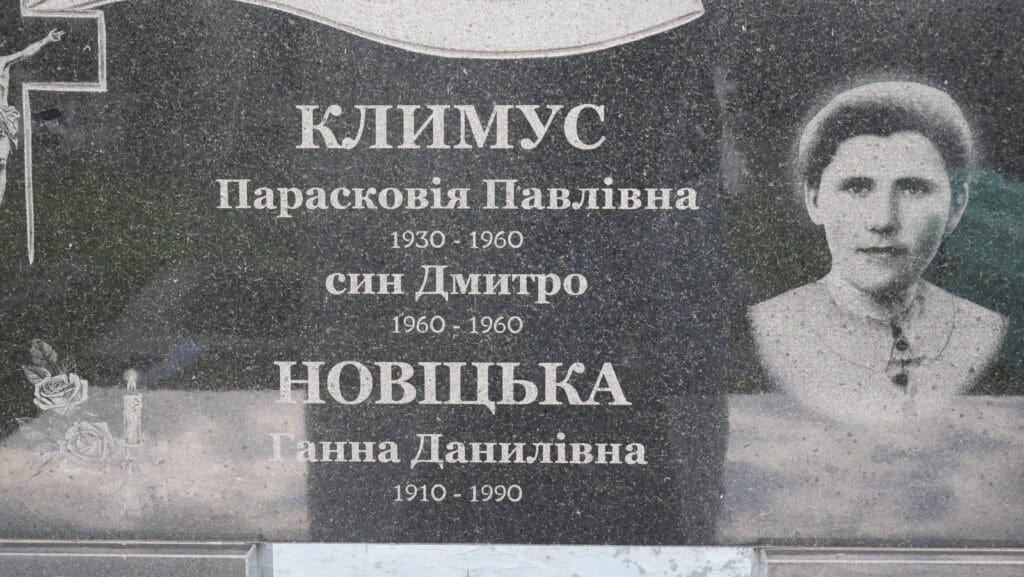 КЛИМУС
Парасковія Павлівна
1930 - 1960
син Дмитро
1960 - 1960
НОВІЦЬКА
Ганна Данилівна
1910 - 1990